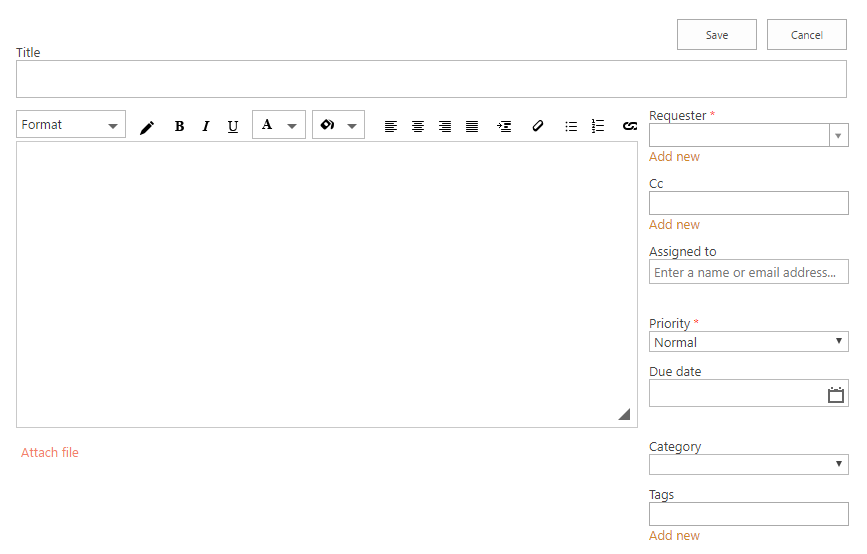 Save
Cancel
Title
Format
B
I
U
A
Requester *
Add new
Cc
Add new
Assigned to
Enter a name or email address...
Priority *
Normal
Due date
Attach file
Category
Tags
Add new